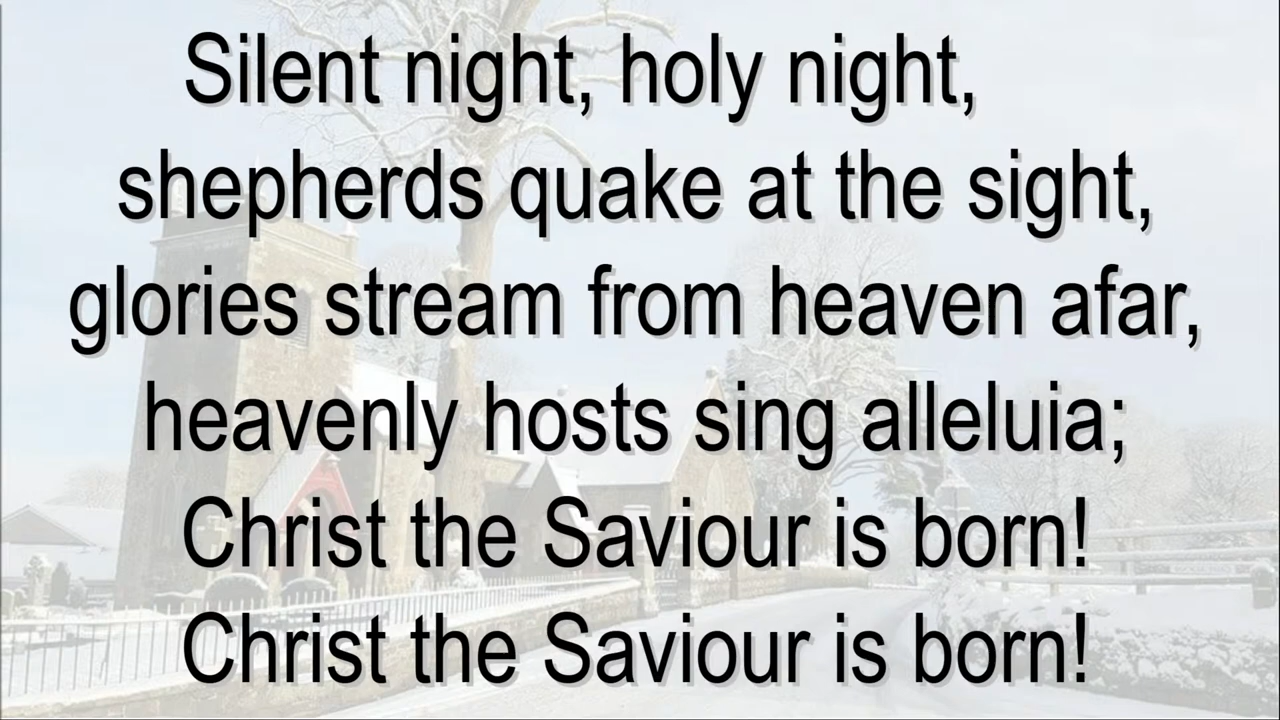 Silent night, holy night,
shepherds quake at the sight,
glories stream from heaven afar,
heavenly hosts sing alleluia;
Christ the Saviour is born!
Christ the Saviour is born!